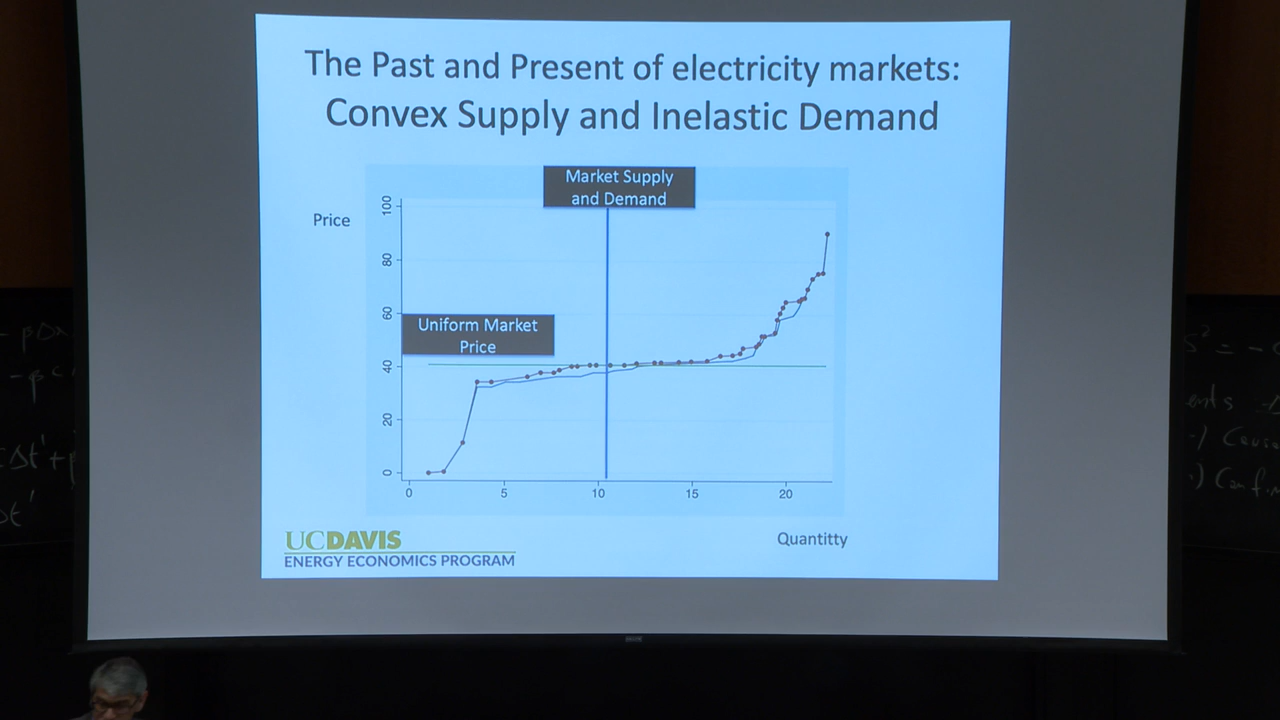 The Past and Present of electricity markets:
Convex Supply and Inelastic Demand
Market Supply
and Demand
Price
100
80
60
40
20
0
Uniform Market
Price
0 5 10 15 20
Quantitty
UCDAVIS
ENERGY ECONOMICS PROGRAM